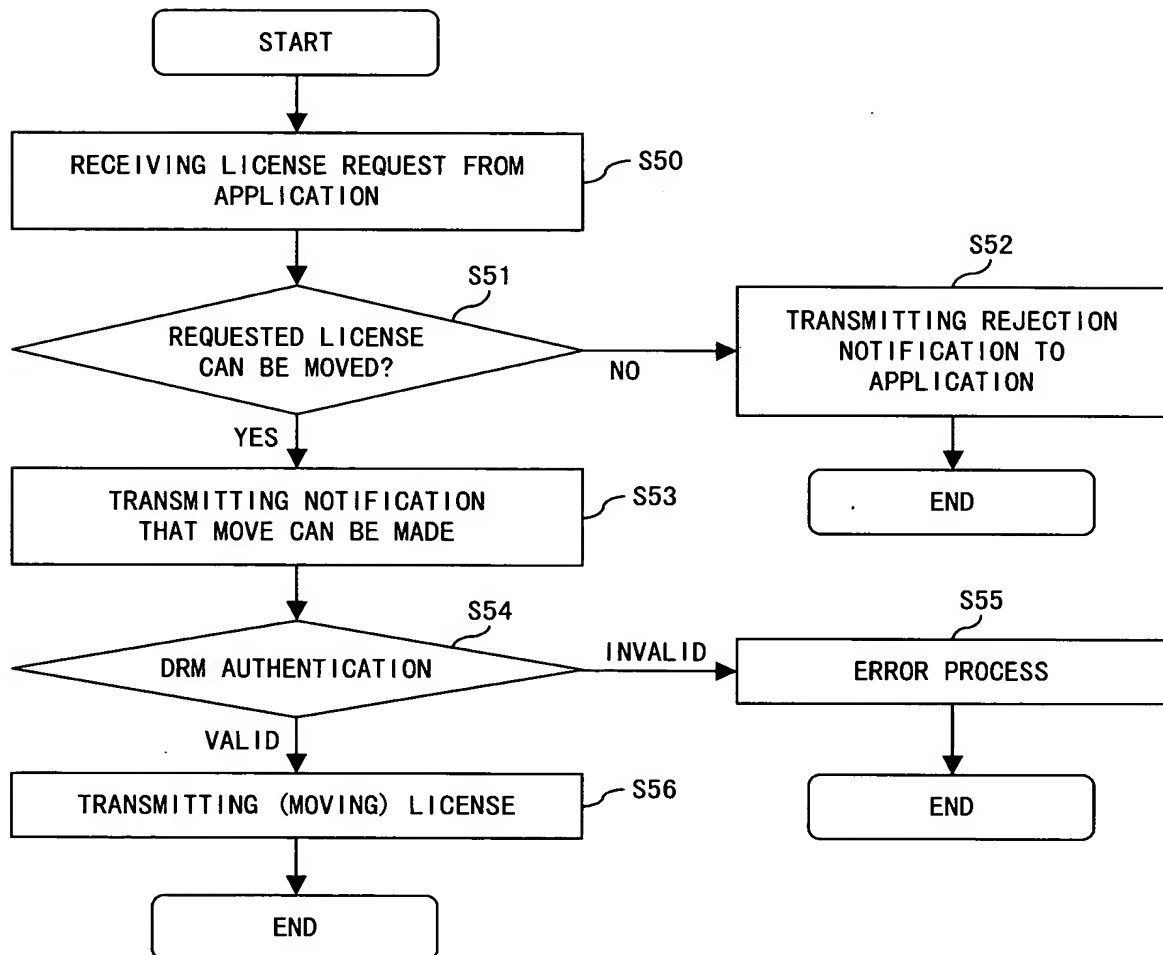 START
RECEIVING LICENSE REQUEST FROM
APPLICATION
S50
S51
REQUESTED LICENSE
CAN BE MOVED?
NO
YES
S52
TRANSMITTING REJECTION
NOTIFICATION TO
APPLICATION
END
TRANSMITTING NOTIFICATION
THAT MOVE CAN BE MADE
S53
S54
DRM AUTHENTICATION
INVALID
VALID
S55
ERROR PROCESS
END
TRANSMITTING (MOVING) LICENSE
S56
END